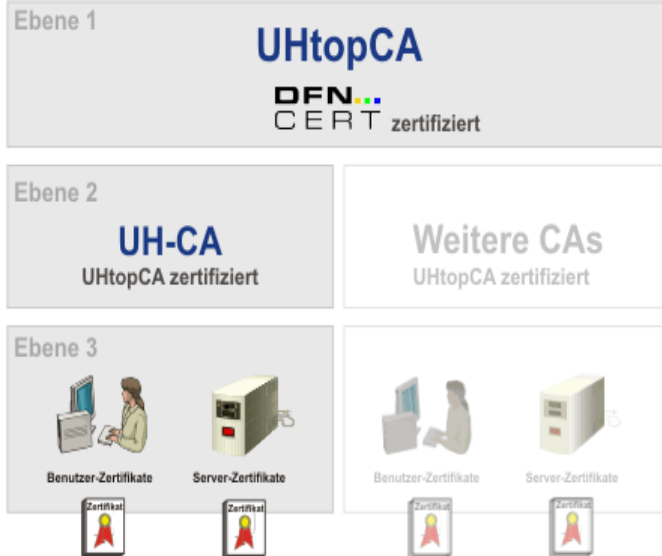 Ebene 1
UHtopCA
DFN...
CERT zertifiziert
Ebene 2
UH-CA
UHtopCA zertifiziert
Weitere CAs
UHtopCA zertifiziert
Ebene 3
Benutzer-Zertifikate
Server-Zertifikate
Benutzer-Zertifikate
Server-Zertifikate
Zertifikat
Zertifikat
Zertifikat
Zertifikat